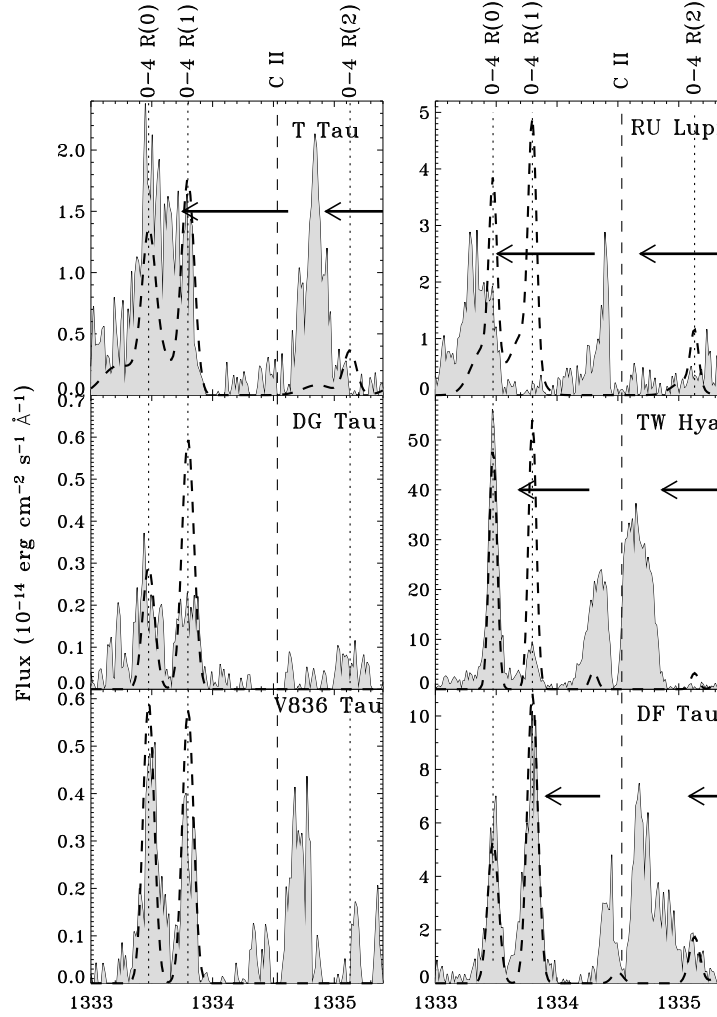 0−4 R(0)
0−4 R(1)
C II
0−4 R(2)
0−4 R(0)
0−4 R(1)
C II
0−4 R(2)
T Tau
2.0
1.5
1.0
0.5
0.0
RU Lup
5
4
3
2
1
0
DG Tau
0.7
0.6
0.5
0.4
0.3
0.2
0.1
0.0
TW Hya
50
40
30
20
10
0
V836 Tau
0.6
0.5
0.4
0.3
0.2
0.1
0.0
DF Tau
10
8
6
4
2
0
1333
1334
1335
1333
1334
1335
Flux (10−14 erg cm−2 s−1 Å−1)